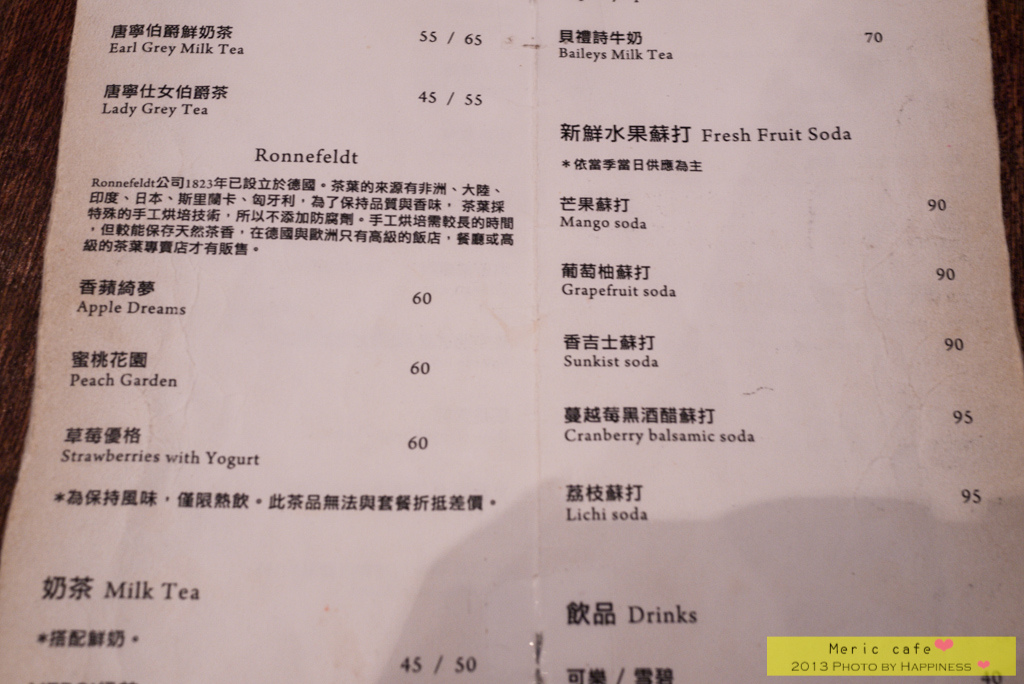 唐寧伯爵鮮奶茶 55 / 65
Earl Grey Milk Tea
唐寧仕女伯爵茶 45 / 55
Lady Grey Tea
Ronnefeldt
Ronnefeldt公司1823年已設立於德國。茶葉的來源有非洲、大陸、
印度、日本、斯里蘭卡、匈牙利，為了保持品質與香味， 茶葉採
特殊的手工烘培技術，所以不添加防腐劑。手工烘培需較長的時間
，但較能保存天然茶香，在德國與歐洲只有高級的飯店，餐廳或高
級的茶葉專賣店才有販售。
香蘋綺夢 60
Apple Dreams
蜜桃花園 60
Peach Garden
草莓優格 60
Strawberries with Yogurt
*為保持風味，僅限熱飲。此茶品無法與套餐折抵差價。
奶茶 Milk Tea
*搭配鮮奶。
45 / 50
貝禮詩牛奶 70
Baileys Milk Tea
新鮮水果蘇打 Fresh Fruit Soda
*依當季當日供應為主
芒果蘇打 90
Mango soda
葡萄柚蘇打 90
Grapefruit soda
香吉士蘇打 90
Sunkist soda
蔓越莓黑酒醋蘇打 95
Cranberry balsamic soda
荔枝蘇打 95
Lichi soda
飲品 Drinks
可樂 / 雪碧 40
Meric cafe
2013 PHOTO BY HAPPINESS